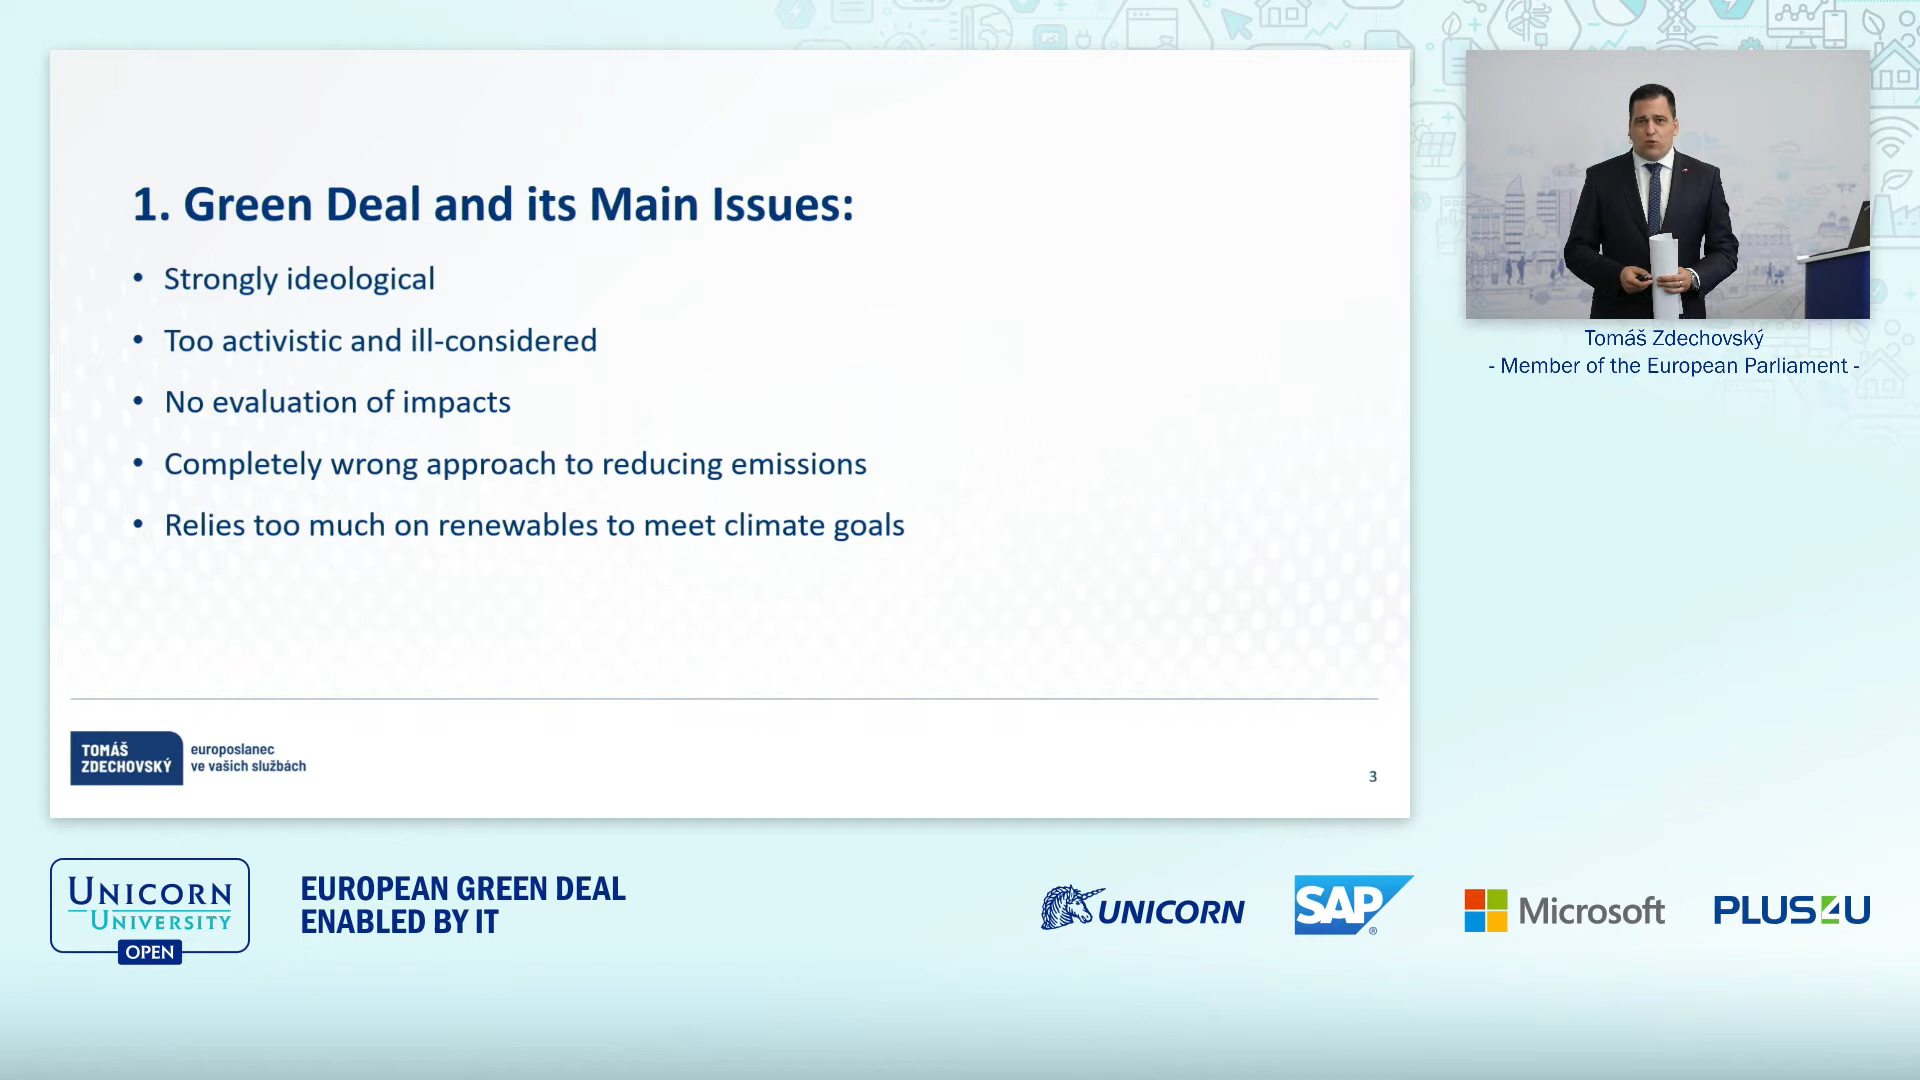 1. Green Deal and its Main Issues:
• Strongly ideological
• Too activistic and ill-considered
• No evaluation of impacts
• Completely wrong approach to reducing emissions
• Relies too much on renewables to meet climate goals
TOMÁŠ
ZDECHOVSKÝ
europoslanec
ve vašich službách
3
Tomáš Zdechovský
- Member of the European Parliament -
UNICORN
UNIVERSITY
OPEN
EUROPEAN GREEN DEAL
ENABLED BY IT
UNICORN
SAP®
Microsoft
PLUS4U